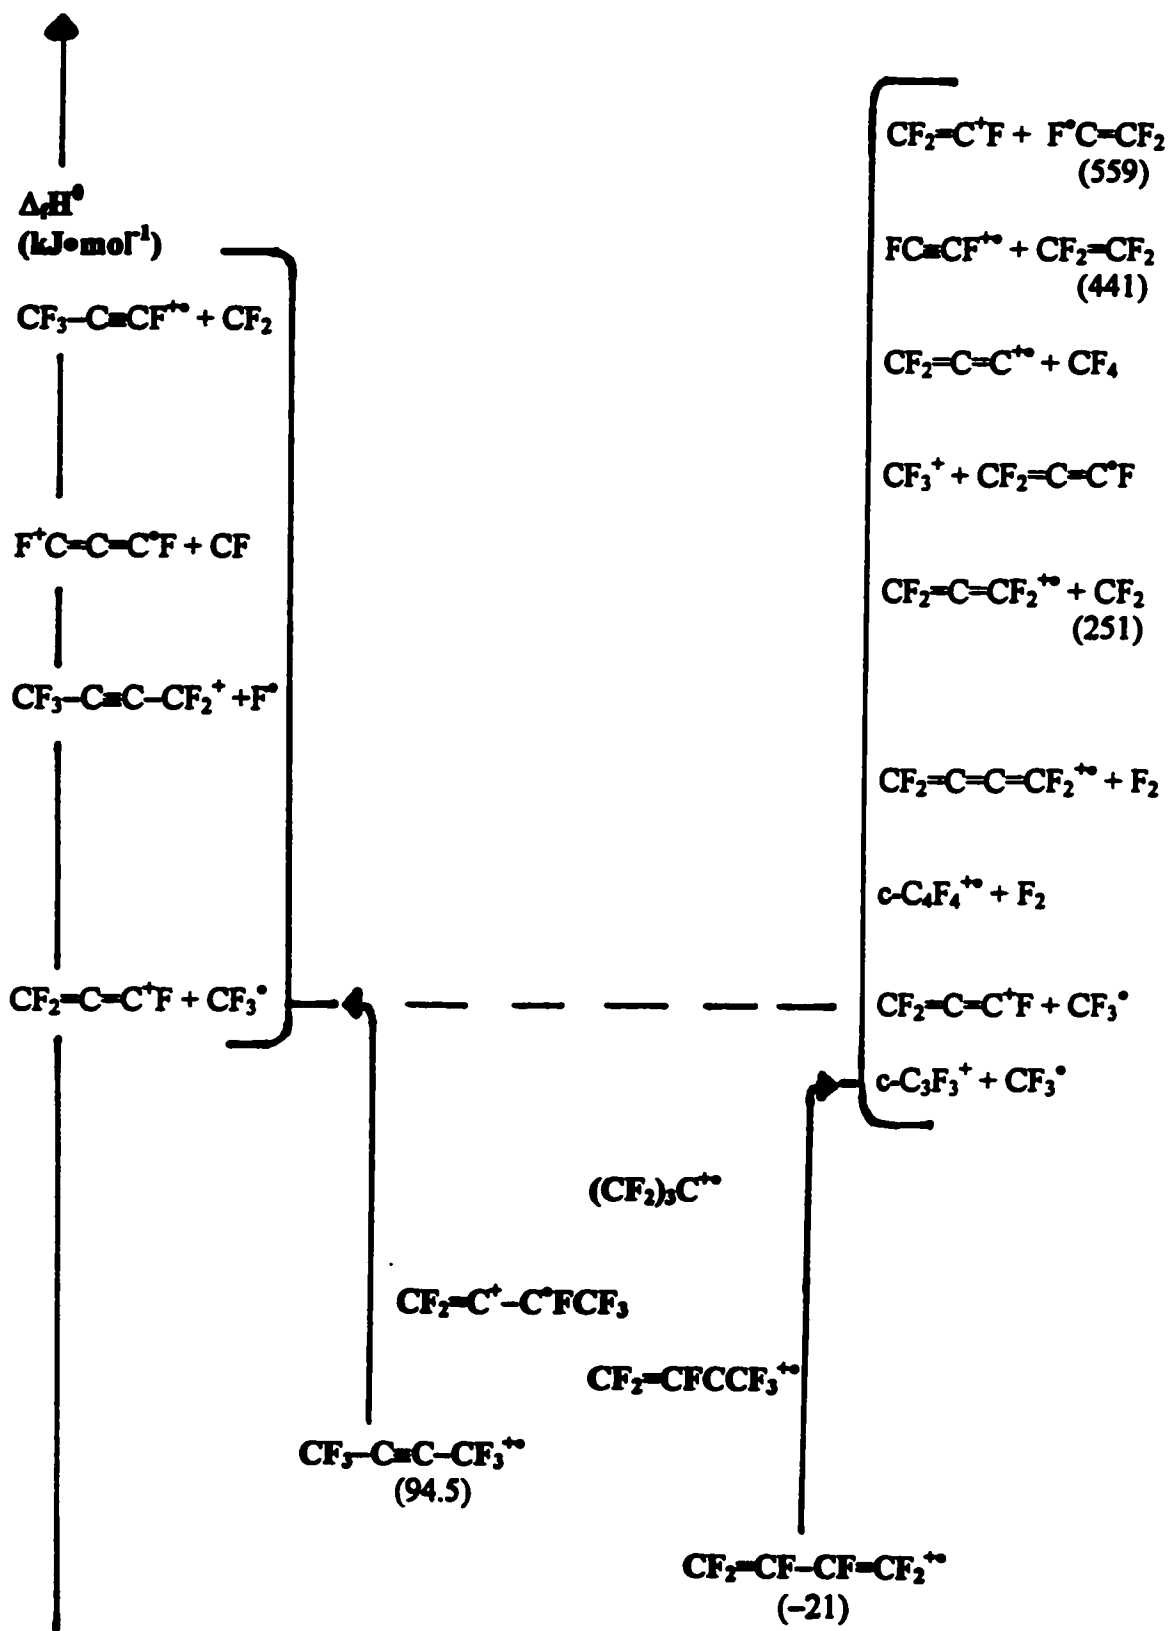 Δ_fH⁰
(kJ•mol⁻¹)
CF₃–C≡CF⁺• + CF₂
F⁺C=C=C•F + CF
CF₃–C≡C–CF₂⁺ +F•
CF₂=C=C⁺F + CF₃•
CF₂=C⁺F + F•C=CF₂
(559)
FC≡CF⁺• + CF₂=CF₂
(441)
CF₂=C=C⁺• + CF₄
CF₃⁺ + CF₂=C=C•F
CF₂=C=CF₂⁺• + CF₂
(251)
CF₂=C=C=CF₂⁺• + F₂
c-C₄F₄⁺• + F₂
CF₂=C=C⁺F + CF₃•
c-C₃F₃⁺ + CF₃•
(CF₂)₃C⁺•
CF₂=C⁺–C•FCF₃
CF₂=CFCCF₃⁺•
CF₃–C≡C–CF₃⁺•
(94.5)
CF₂=CF–CF=CF₂⁺•
(–21)